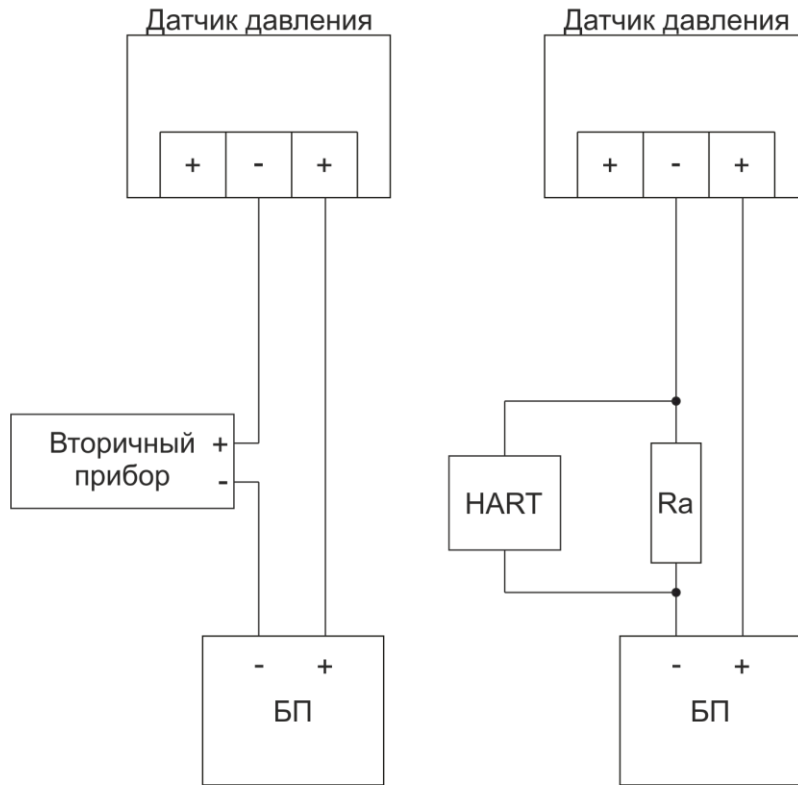 Датчик давления
+ - +
Вторичный +
прибор -
- +
БП
Датчик давления
+ - +
HART
Ra
- +
БП